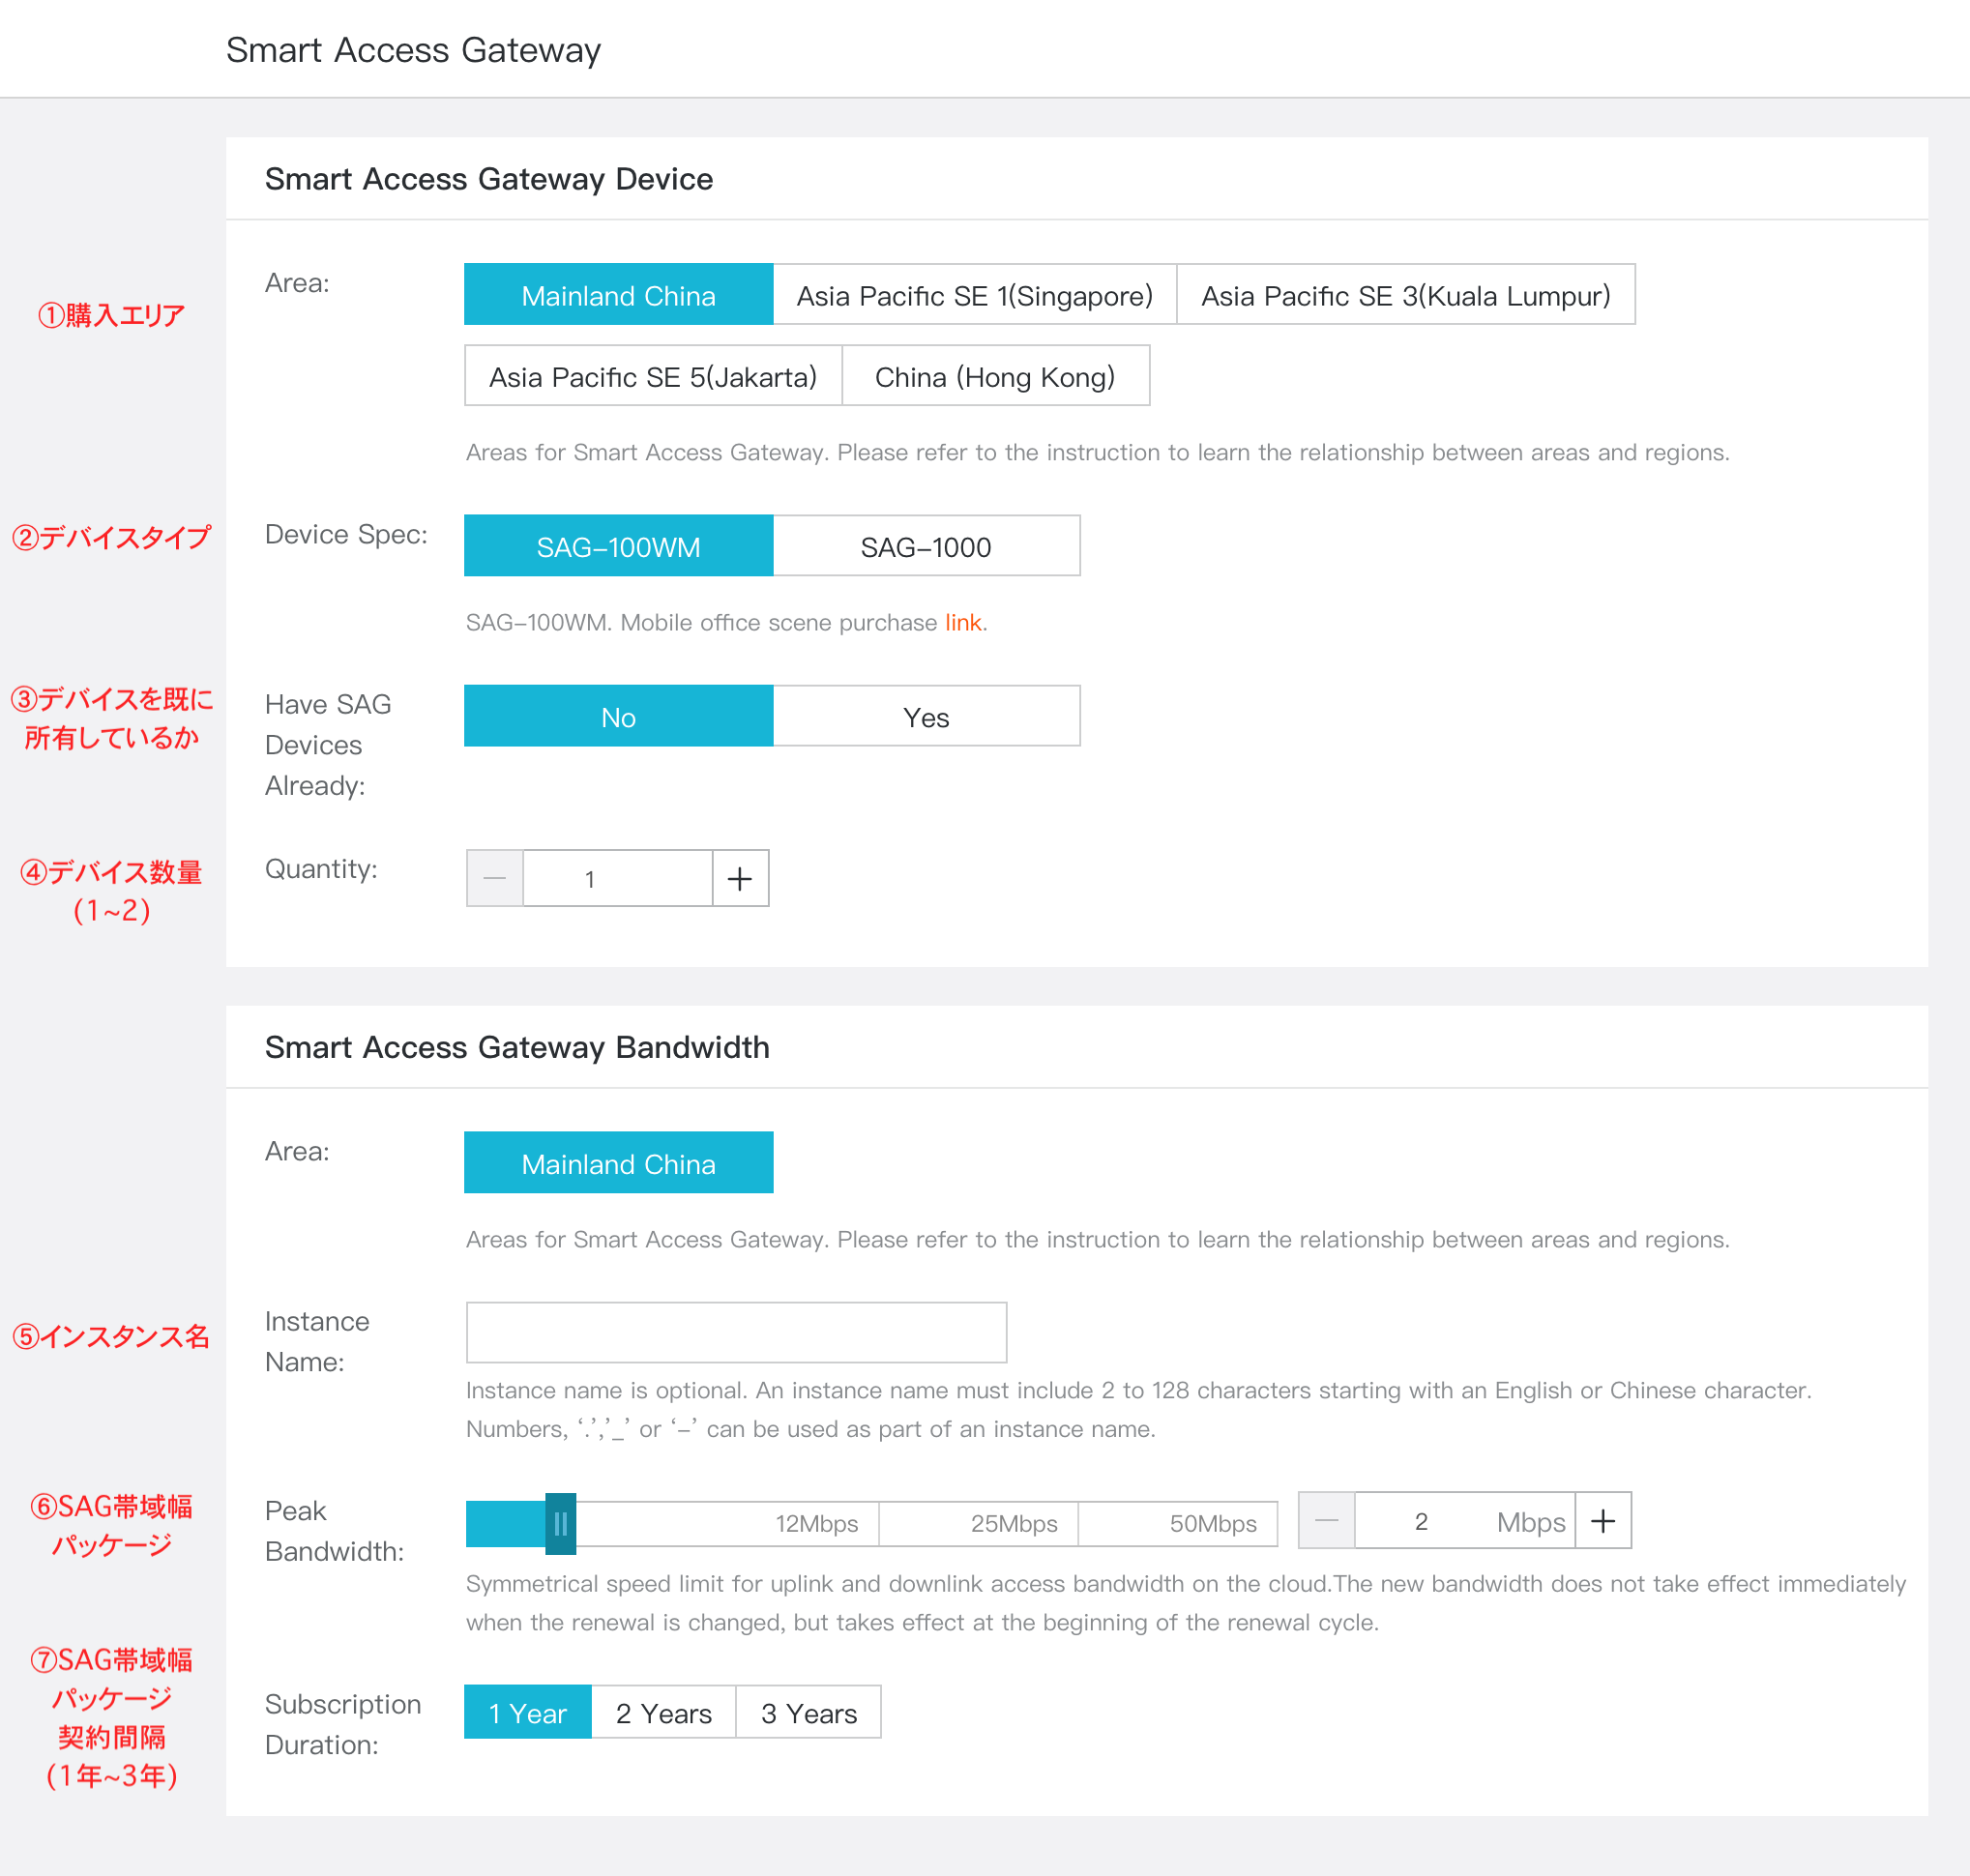 Smart Access Gateway
Smart Access Gateway Device
①購入エリア
Area:
Mainland China
Asia Pacific SE 1(Singapore)
Asia Pacific SE 3(Kuala Lumpur)
Asia Pacific SE 5(Jakarta)
China (Hong Kong)
Areas for Smart Access Gateway. Please refer to the instruction to learn the relationship between areas and regions.
②デバイスタイプ
Device Spec:
SAG-100WM
SAG-1000
SAG-100WM. Mobile office scene purchase link.
③デバイスを既に
所有しているか
Have SAG
Devices
Already:
No
Yes
④デバイス数量
(1~2)
Quantity:
1
Smart Access Gateway Bandwidth
Area:
Mainland China
Areas for Smart Access Gateway. Please refer to the instruction to learn the relationship between areas and regions.
⑤インスタンス名
Instance
Name:
Instance name is optional. An instance name must include 2 to 128 characters starting with an English or Chinese character.
Numbers, ‘.’,’_’ or ‘-’ can be used as part of an instance name.
⑥SAG帯域幅
パッケージ
Peak
Bandwidth:
12Mbps
25Mbps
50Mbps
2 Mbps
Symmetrical speed limit for uplink and downlink access bandwidth on the cloud.The new bandwidth does not take effect immediately
when the renewal is changed, but takes effect at the beginning of the renewal cycle.
⑦SAG帯域幅
パッケージ
契約間隔
(1年~3年)
Subscription
Duration:
1 Year
2 Years
3 Years